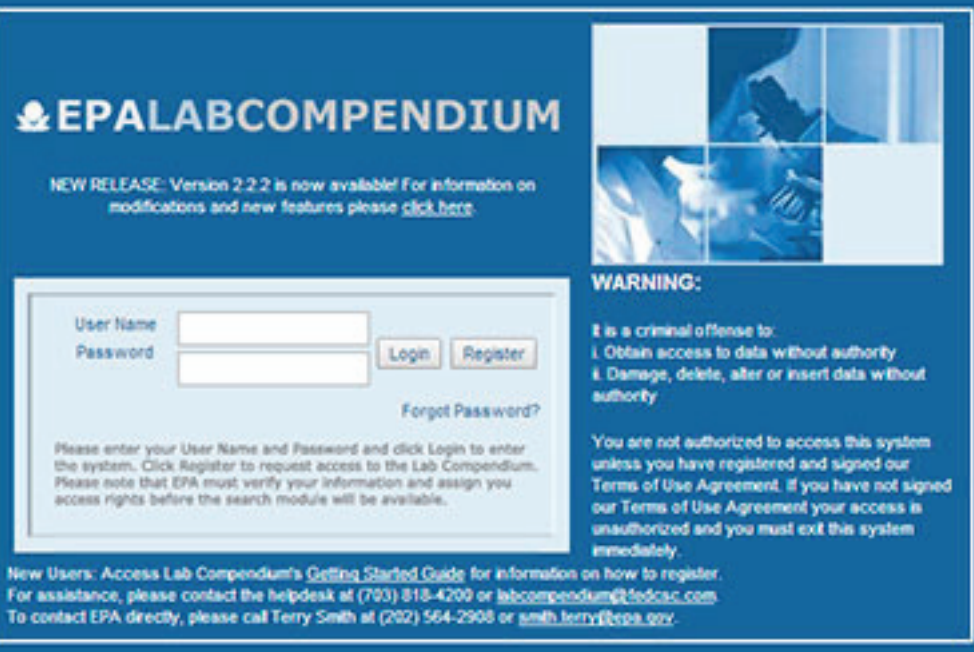 EPALABCOMPENDIUM
NEW RELEASE: Version 2.2.2 is now available! For information on
modifications and new features please click here.
User Name
Password
Login
Register
Forgot Password?
Please enter your User Name and Password and click Login to enter
the system. Click Register to request access to the Lab Compendium.
Please note that EPA must verify your information and assign you
access rights before the search module will be available.
WARNING:
It is a criminal offense to:
i. Obtain access to data without authority
ii. Damage, delete, alter or insert data without
authority
You are not authorized to access this system
unless you have registered and signed our
Terms of Use Agreement. If you have not signed
our Terms of Use Agreement your access is
unauthorized and you must exit this system
immediately.
New Users: Access Lab Compendium's Getting Started Guide for information on how to register.
For assistance, please contact the helpdesk at (703) 818-4200 or labcompendium@fedcsc.com.
To contact EPA directly, please call Terry Smith at (202) 564-2908 or smith.terry@epa.gov.